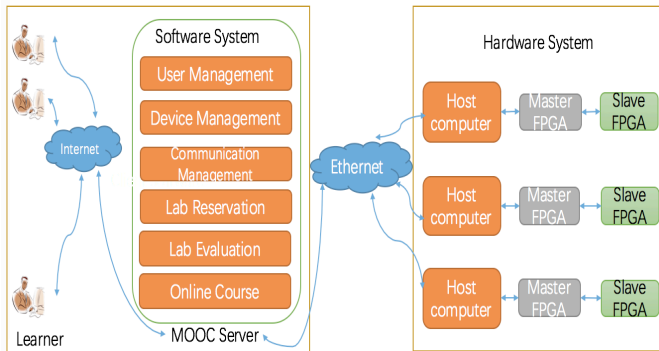 Software System
User Management
Device Management
Communication
Management
Lab Reservation
Lab Evaluation
Online Course
MOOC Server
Internet
Learner
Ethernet
Hardware System
Host
computer
Master
FPGA
Slave
FPGA
Host
computer
Master
FPGA
Slave
FPGA
Host
computer
Master
FPGA
Slave
FPGA